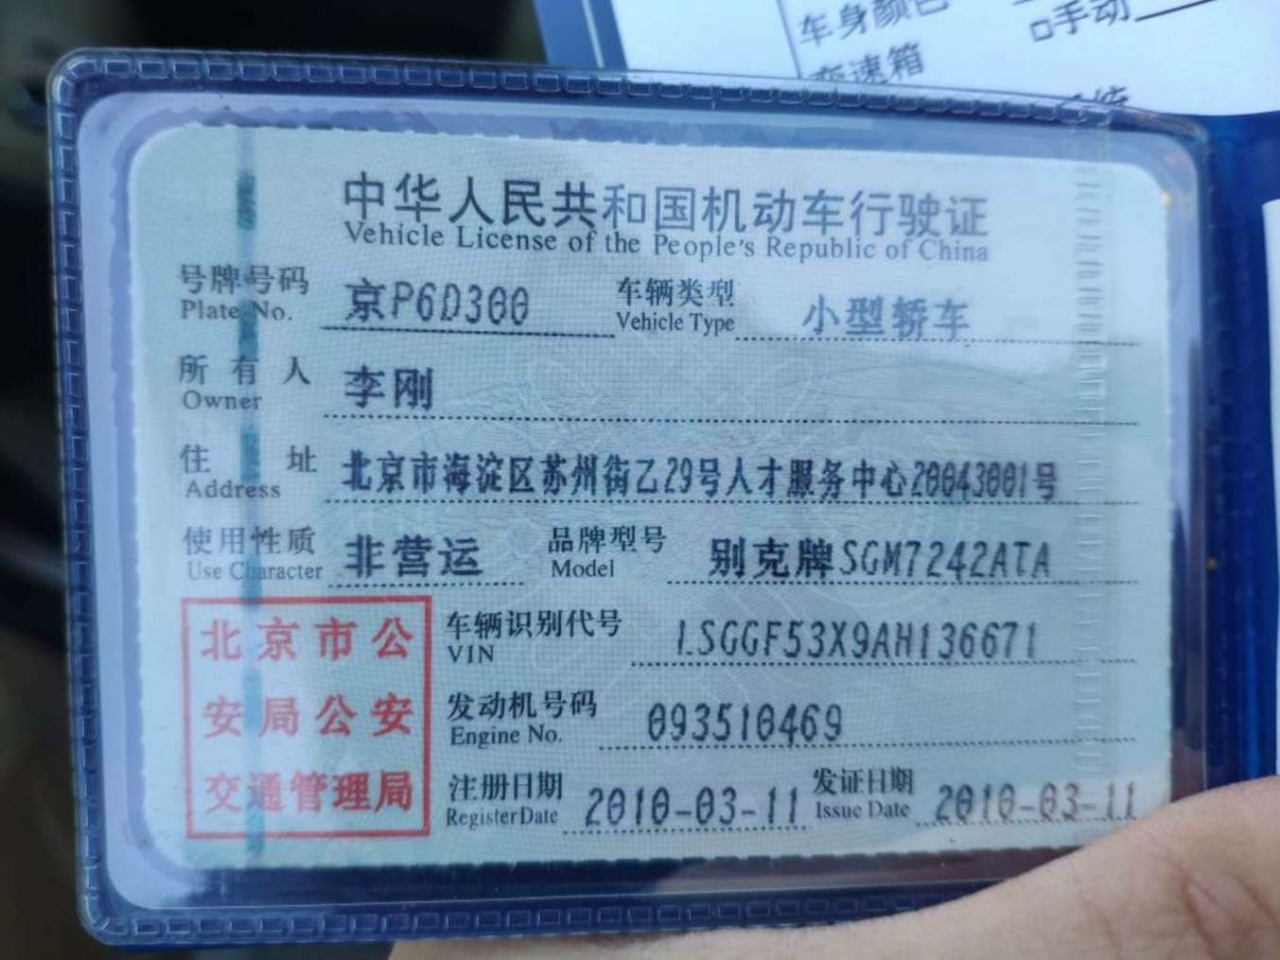 车身颜色
□手动
变速箱
中华人民共和国机动车行驶证
Vehicle License of the People's Republic of China
号牌号码 京P6D300 车辆类型 小型轿车
Plate No. Vehicle Type
所有人 李刚
Owner
住址 北京市海淀区苏州街乙29号人才服务中心20043001号
Address
使用性质 非营运 品牌型号 别克牌SGM7242ATA
Use Character Model
北京市公
安局公安
交通管理局
车辆识别代号 LSGGF53X9AH136671
VIN
发动机号码 093510469
Engine No.
注册日期 2010-03-11 发证日期 2010-03-11
Register Date Issue Date